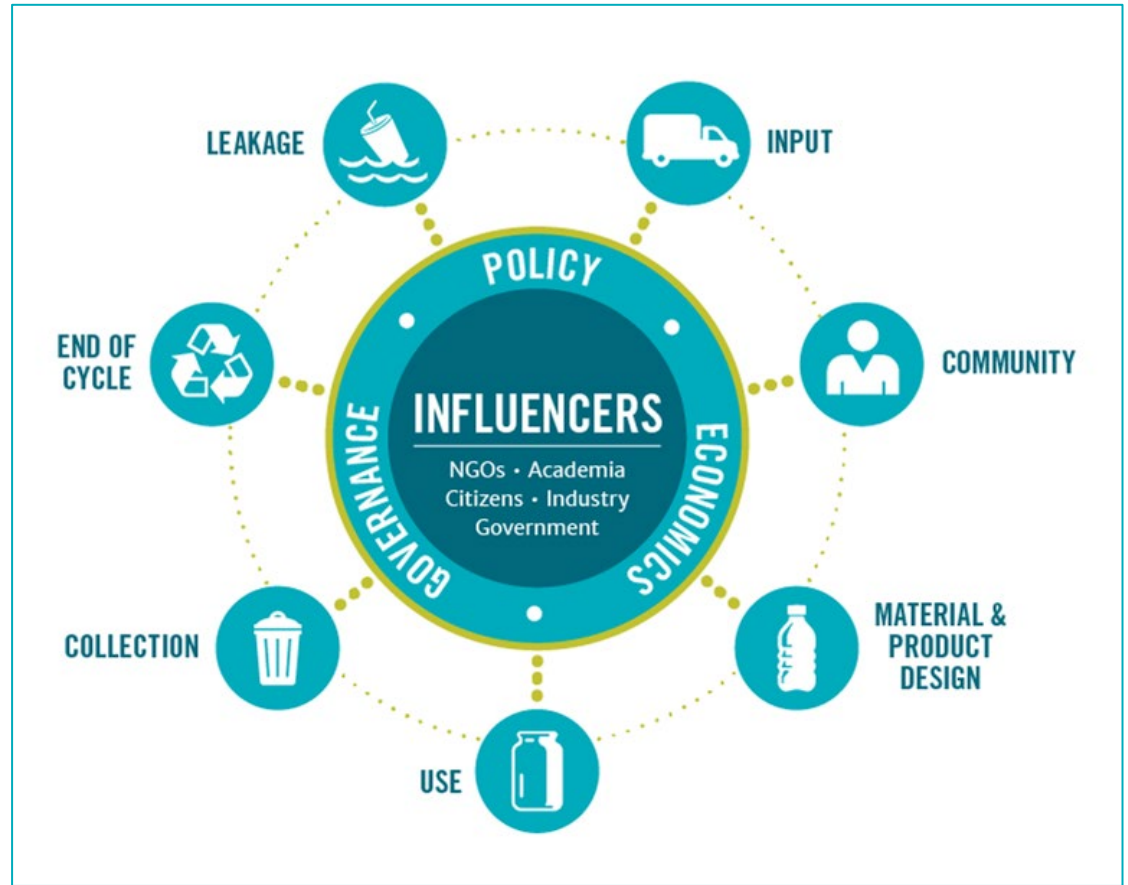 LEAKAGE
INPUT
POLICY
END OF
CYCLE
COMMUNITY
INFLUENCERS
NGOs • Academia
Citizens • Industry
Government
GOVERNANCE
ECONOMICS
COLLECTION
MATERIAL &
PRODUCT
DESIGN
USE